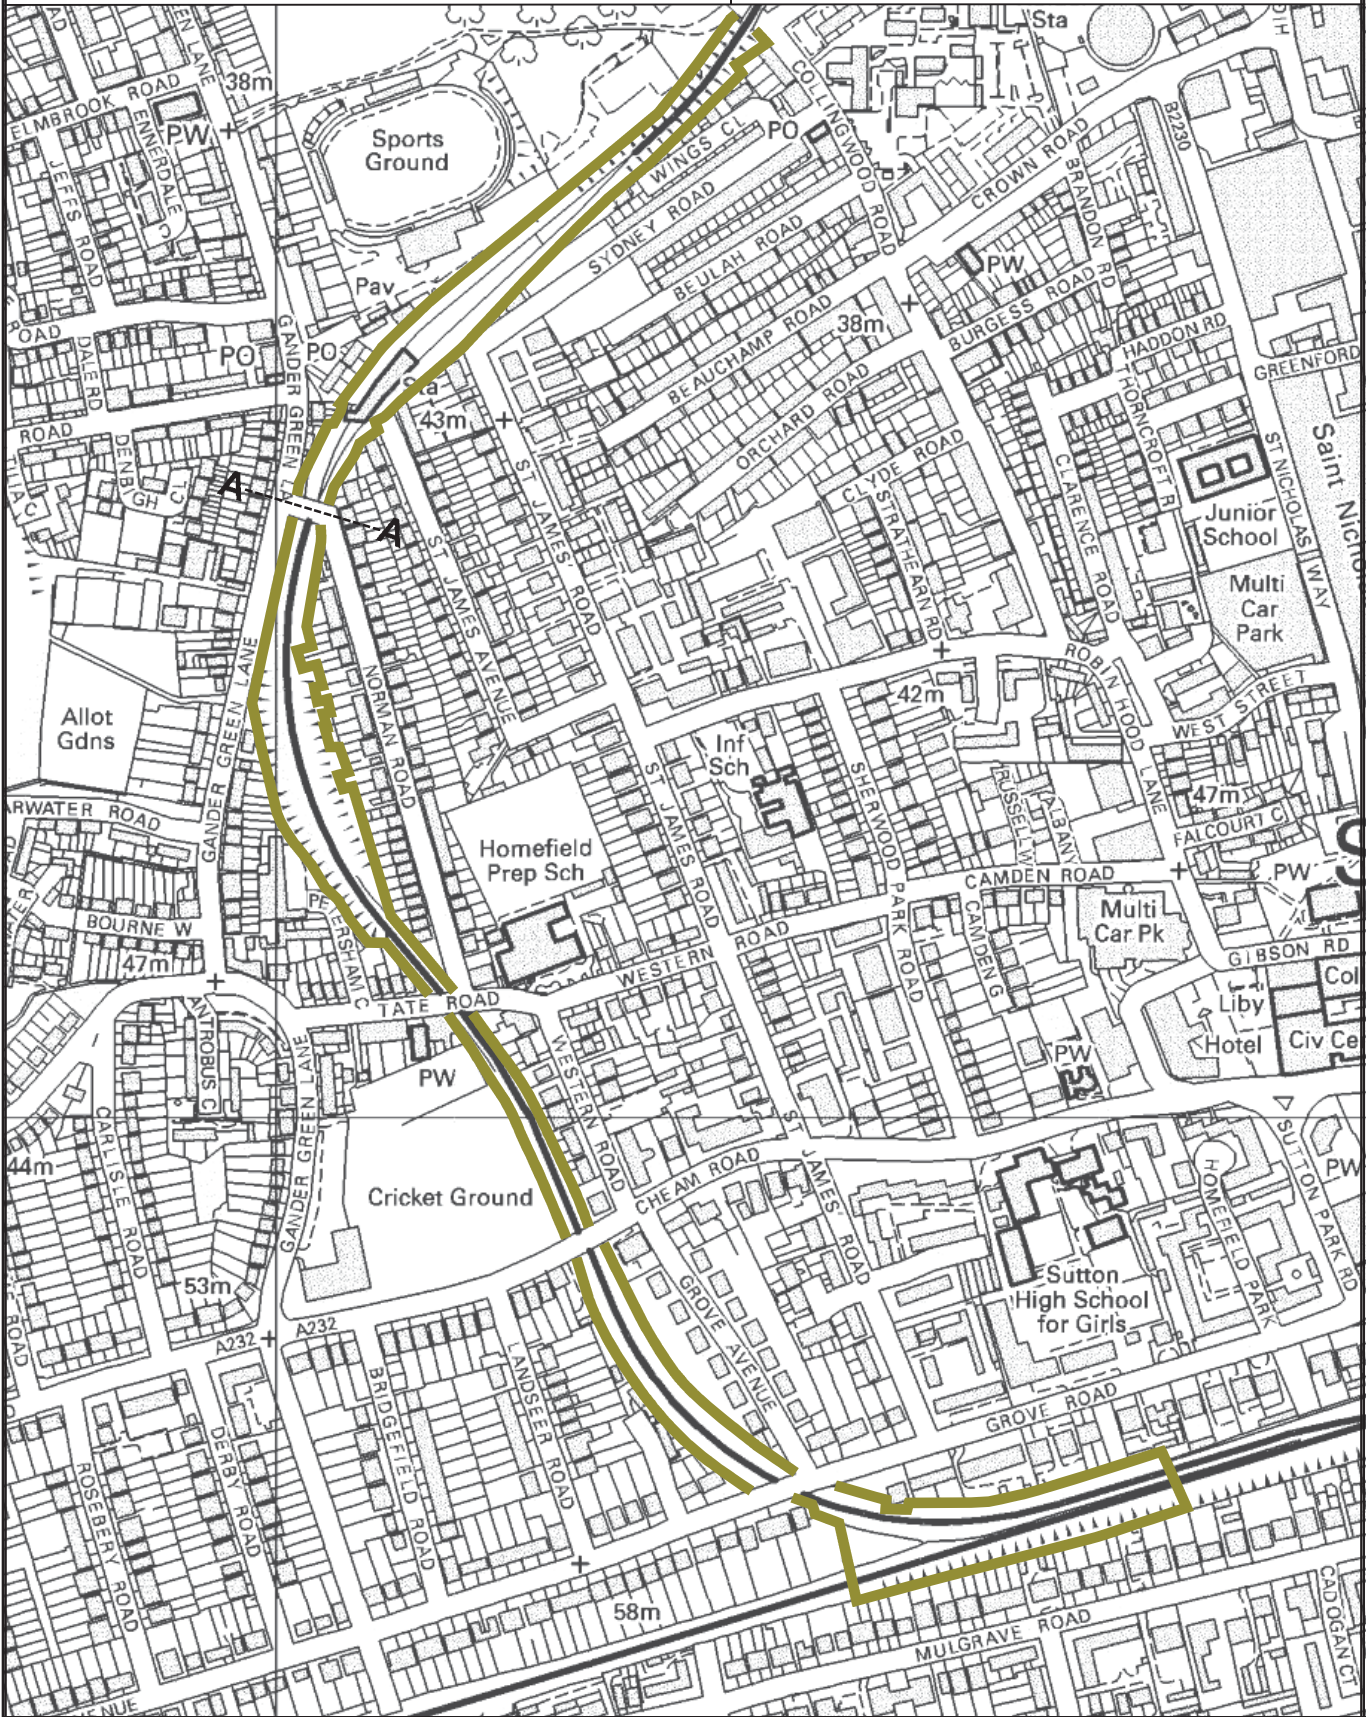 Sta
ELMBROOK ROAD
38m
GREEN LANE
PW
ENNERDALE
JEFFS ROAD
Sports
Ground
WINGS CL
PO
COLLINGWOOD ROAD
CROWN ROAD
B2230
BRANDON RD
SYDNEY ROAD
BEULAH ROAD
PW
Pav
BEAUCHAMP ROAD
38m
BURGESS ROAD
HADDON RD
GREENFORD
OAD
DALE RD
PO
PO
GANDER GREEN L
Sta
43m
ORCHARD ROAD
THORNCROFT R
ROAD
DENB
GH
CT
A
A
ST JAMES' ROAD
CLYDE ROAD
STRATHEARN RD
CLARENCE ROAD
ST NICHOLAS WAY
Junior
School
Multi
Car
Park
ST JAMES AVENUE
GANDER GREEN LANE
NORMAN ROAD
Allot
Gdns
42m
ROBIN HOOD LANE
WEST STREET
Inf
Sch
ST JAMES ROAD
SHERWOOD PARK ROAD
RUSSELL
ALBANY
47m
FALCOURT C
ARWATER ROAD
Homefield
Prep Sch
CAMDEN ROAD
PW
S
BOURNE W
PETERSHAM C
Multi
Car Pk
CAMDEN G
47m
WESTERN ROAD
GIBSON RD
Col
Liby
Hotel
Civ Ce
ANTROBUS C
TATE ROAD
PW
WESTERN ROAD
PW
GANDER GREEN LANE
CARLISLE ROAD
44m
Cricket Ground
CHEAM ROAD
ST JAMES' ROAD
HOMEFIELD PARK
SUTTON PARK RD
PW
Sutton
High School
for Girls
53m
GROVE AVENUE
A232
A232
ROAD
BRIDGEFIELD ROAD
LANDSEER ROAD
GROVE ROAD
ROSEBERY ROAD
DERBY ROAD
58m
MULGRAVE ROAD
CADOGAN CT
ENUE